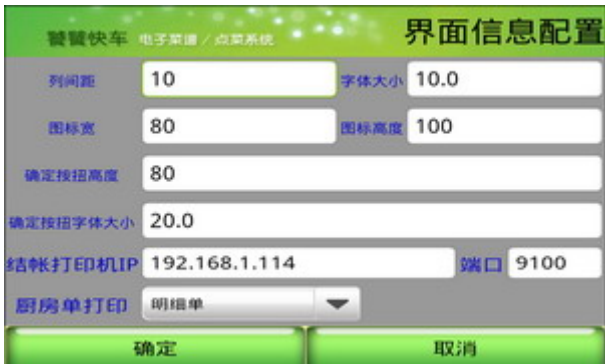 饕饕快车 电子菜谱 / 点菜系统 界面信息配置
列间距 10 字体大小 10.0
图标宽 80 图标高度 100
确定按扭高度 80
确定按扭字体大小 20.0
结帐打印机IP 192.168.1.114 端口 9100
厨房单打印 明细单
确定 取消